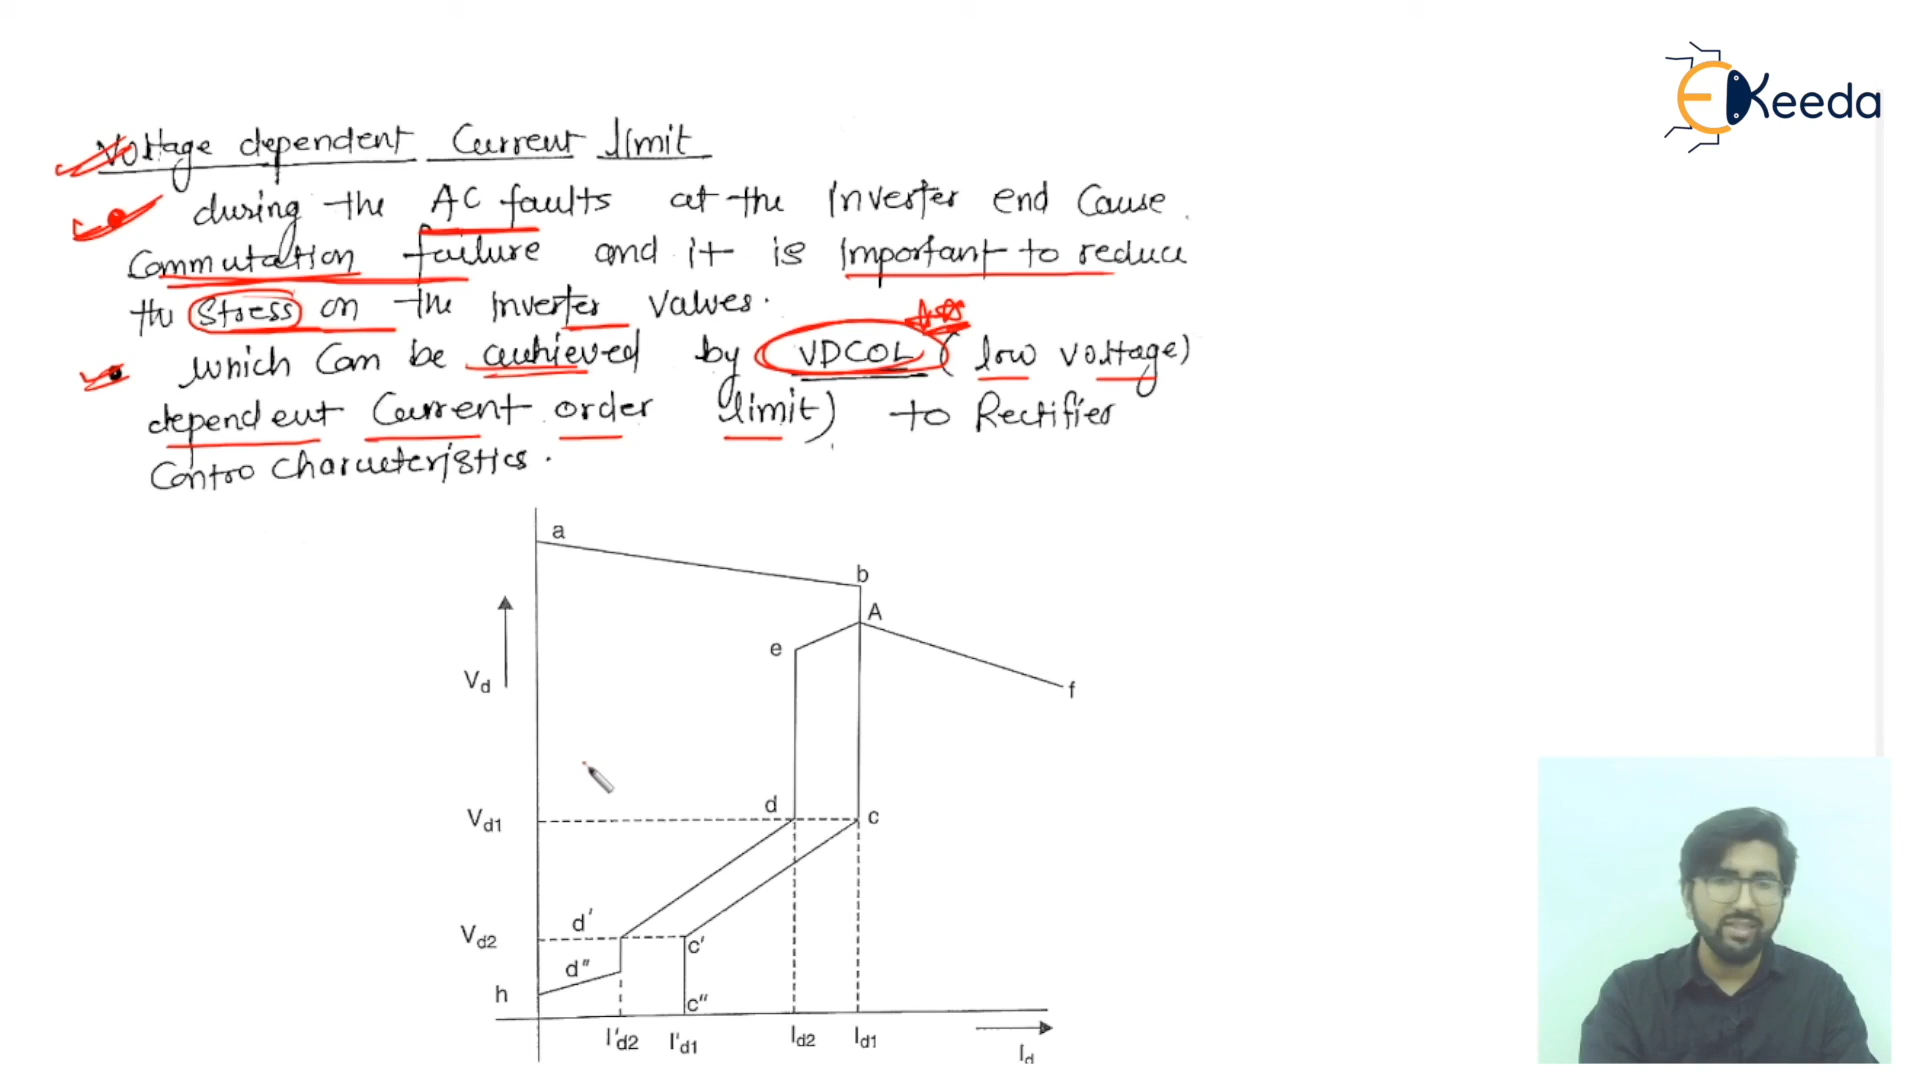 EKeeda
Voltage dependent Current limit
during the AC faults at the Inverter end Cause.
Commutation failure and it is Important to reduce
the Stress on the Inverter Valves.
which Can be achieved by VDCOL (low voltage)
dependent Current order limit) to Rectifier
Contro Characteristics.
a
b
A
e
Vd
f
d
Vd1
c
d'
Vd2
c'
d"
h
c"
I'd2 I'd1 Id2 Id1
Id